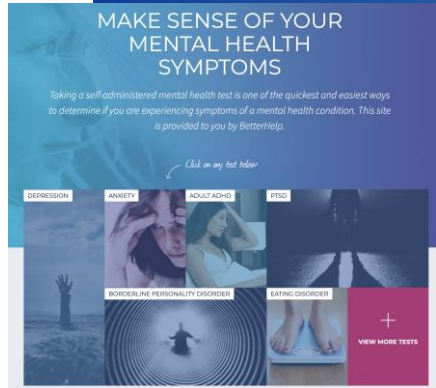 MAKE SENSE OF YOUR
MENTAL HEALTH
SYMPTOMS
Taking a self-administered mental health test is one of the quickest and easiest ways
to determine if you are experiencing symptoms of a mental health condition. This site
is provided to you by BetterHelp.
Click on any test below
DEPRESSION
ANXIETY
ADULT ADHD
PTSD
BORDERLINE PERSONALITY DISORDER
EATING DISORDER
VIEW MORE TESTS